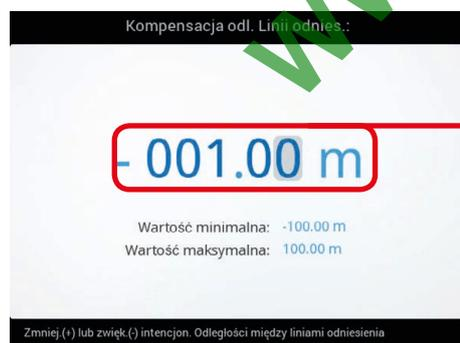 Kompensacja odl. Linii odnies.:
- 001.00 m
Wartość minimalna: -100.00 m
Wartość maksymalna: 100.00 m
Zmniej.(+) lub zwięk.(-) intencjon. Odległości między liniami odniesienia